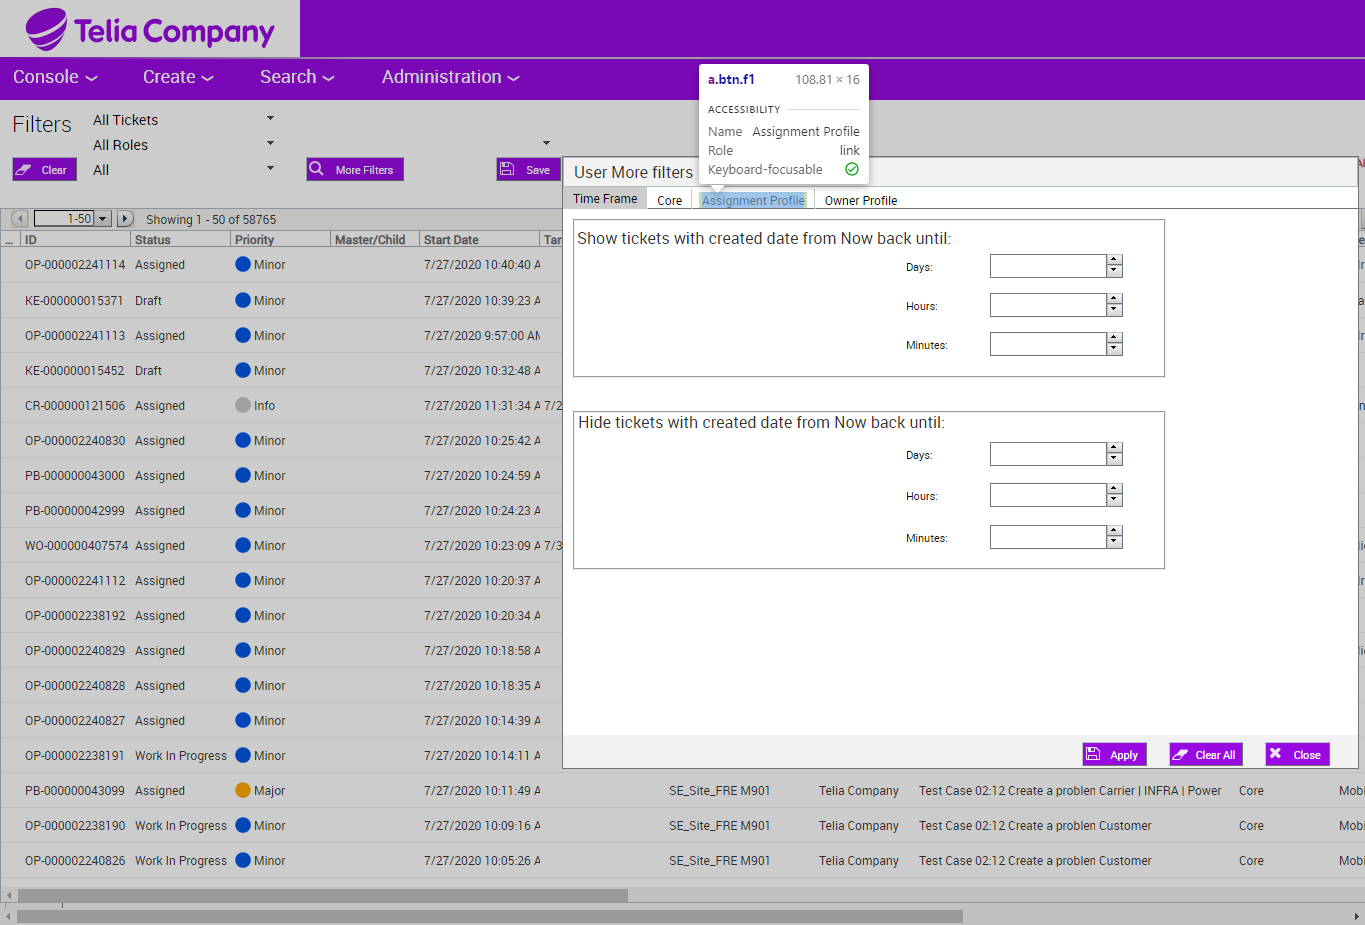 Telia Company
Console
Create
Search
Administration
a.btn.f1 108.81 × 16
ACCESSIBILITY
Name Assignment Profile
Role link
Keyboard-focusable
Filters
All Tickets
All Roles
All
Clear
More Filters
Save
User More filters
Time Frame
Core
Assignment Profile
Owner Profile
1-50
Showing 1 - 50 of 58765
... ID Status Priority Master/Child Start Date Tar
OP-000002241114 Assigned Minor 7/27/2020 10:40:40 A
KE-000000015371 Draft Minor 7/27/2020 10:39:23 A
OP-000002241113 Assigned Minor 7/27/2020 9:57:00 AM
KE-000000015452 Draft Minor 7/27/2020 10:32:48 A
CR-000000121506 Assigned Info 7/27/2020 11:31:34 A 7/2
OP-000002240830 Assigned Minor 7/27/2020 10:25:42 A
PB-000000043000 Assigned Minor 7/27/2020 10:24:59 A
PB-000000042999 Assigned Minor 7/27/2020 10:24:23 A
WO-000000407574 Assigned Minor 7/27/2020 10:23:09 A 7/3
OP-000002241112 Assigned Minor 7/27/2020 10:20:37 A
OP-000002238192 Assigned Minor 7/27/2020 10:20:34 A
OP-000002240829 Assigned Minor 7/27/2020 10:18:58 A
OP-000002240828 Assigned Minor 7/27/2020 10:18:35 A
OP-000002240827 Assigned Minor 7/27/2020 10:14:39 A
OP-000002238191 Work In Progress Minor 7/27/2020 10:14:11 A
PB-000000043099 Assigned Major 7/27/2020 10:11:49 A SE_Site_FRE M901 Telia Company Test Case 02:12 Create a problen Carrier | INFRA | Power Core Mobi
OP-000002238190 Work In Progress Minor 7/27/2020 10:09:16 A SE_Site_FRE M901 Telia Company Test Case 02:12 Create a problen Customer Core Mobi
OP-000002240826 Work In Progress Minor 7/27/2020 10:05:26 A SE_Site_FRE M901 Telia Company Test Case 02:12 Create a problen Customer Core Mobi
Show tickets with created date from Now back until:
Days:
Hours:
Minutes:
Hide tickets with created date from Now back until:
Days:
Hours:
Minutes:
Apply
Clear All
Close